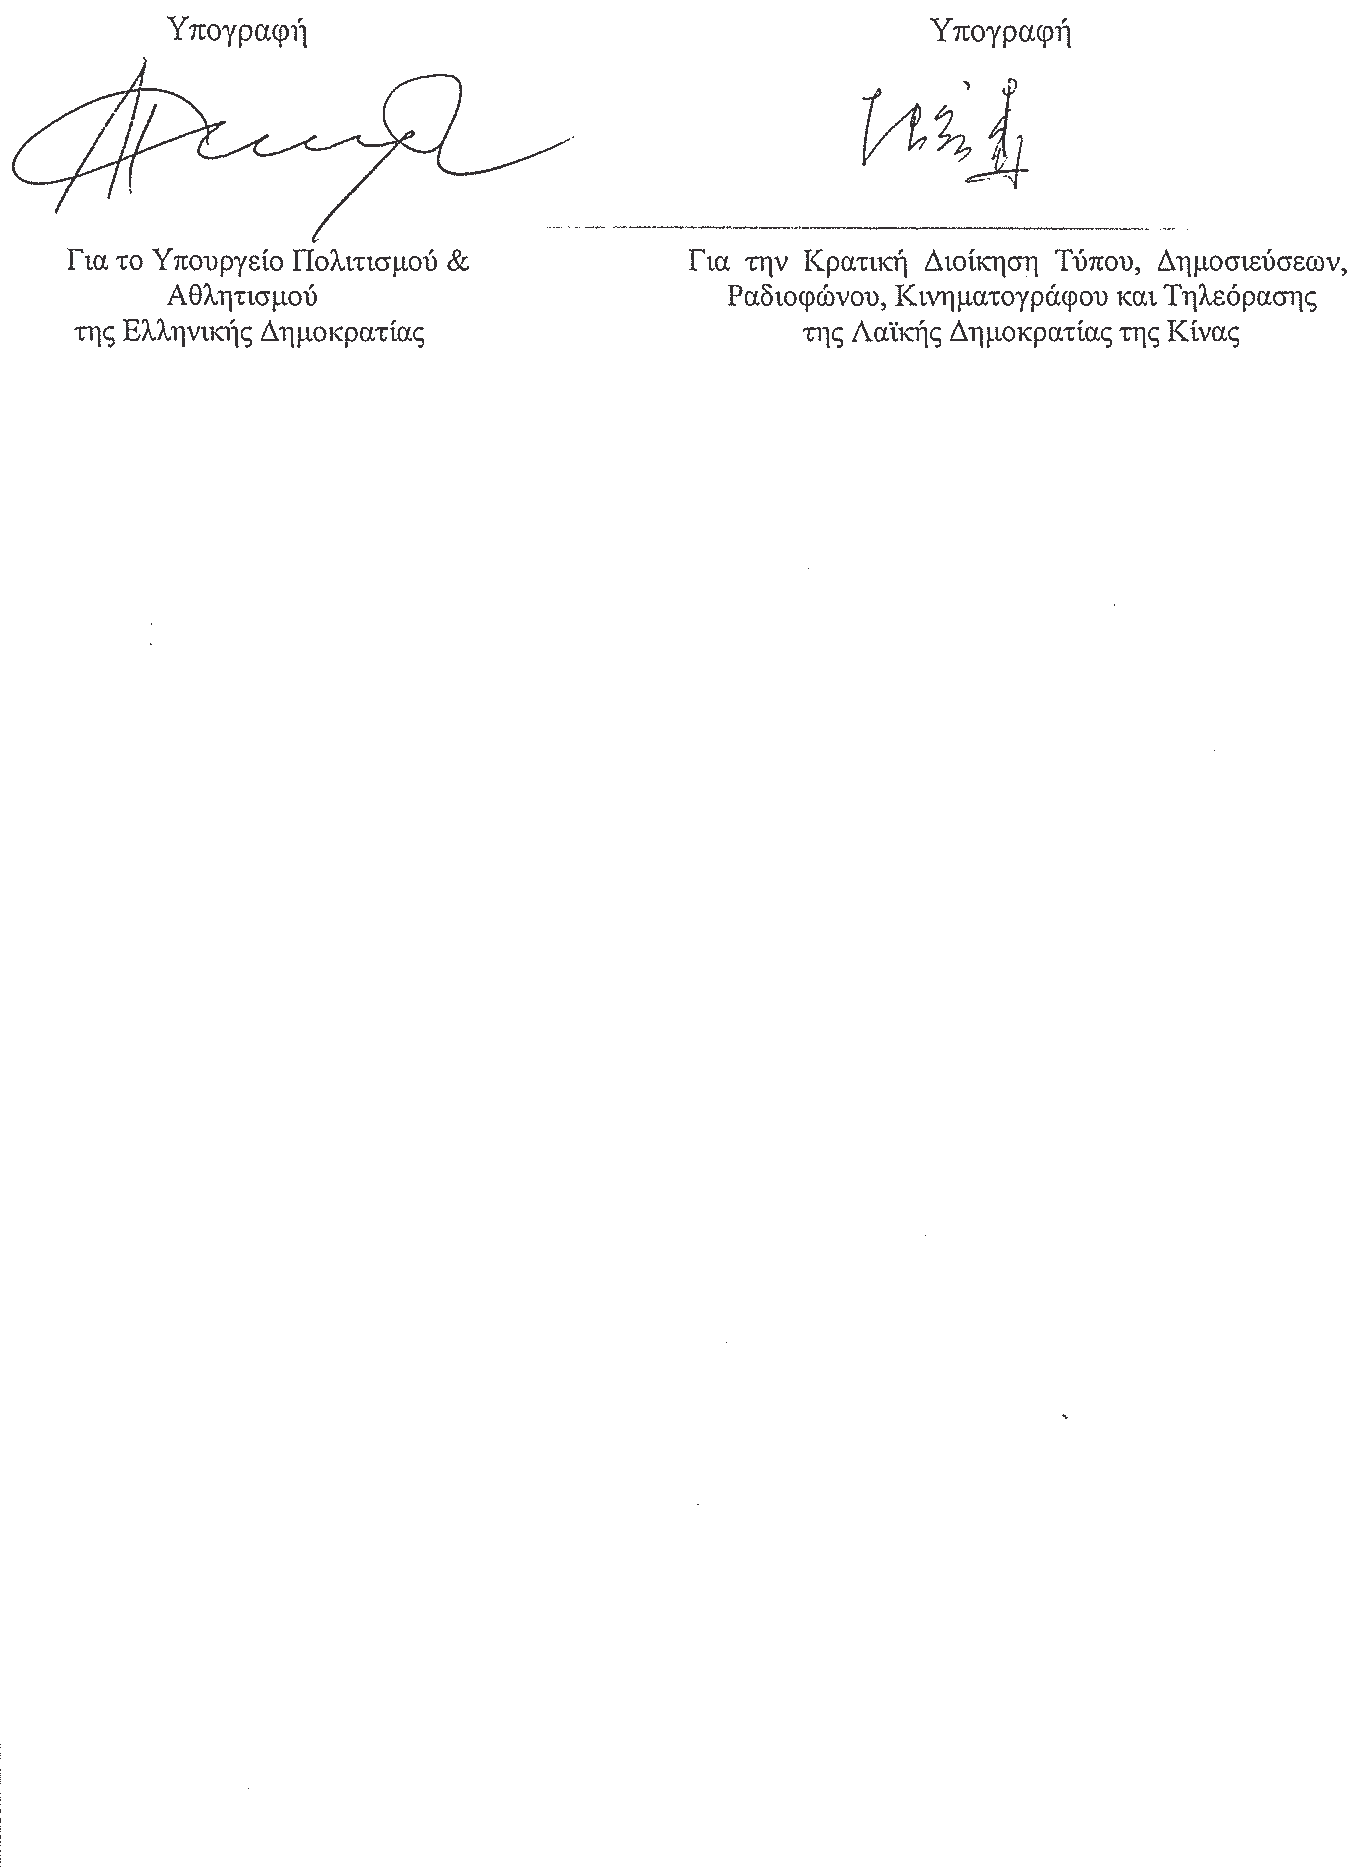 Υπογραφή
Για το Υπουργείο Πολιτισμού &
Αθλητισμού
της Ελληνικής Δημοκρατίας
Υπογραφή
Για την Κρατική Διοίκηση Τύπου, Δημοσιεύσεων,
Ραδιοφώνου, Κινηματογράφου και Τηλεόρασης
της Λαϊκής Δημοκρατίας της Κίνας